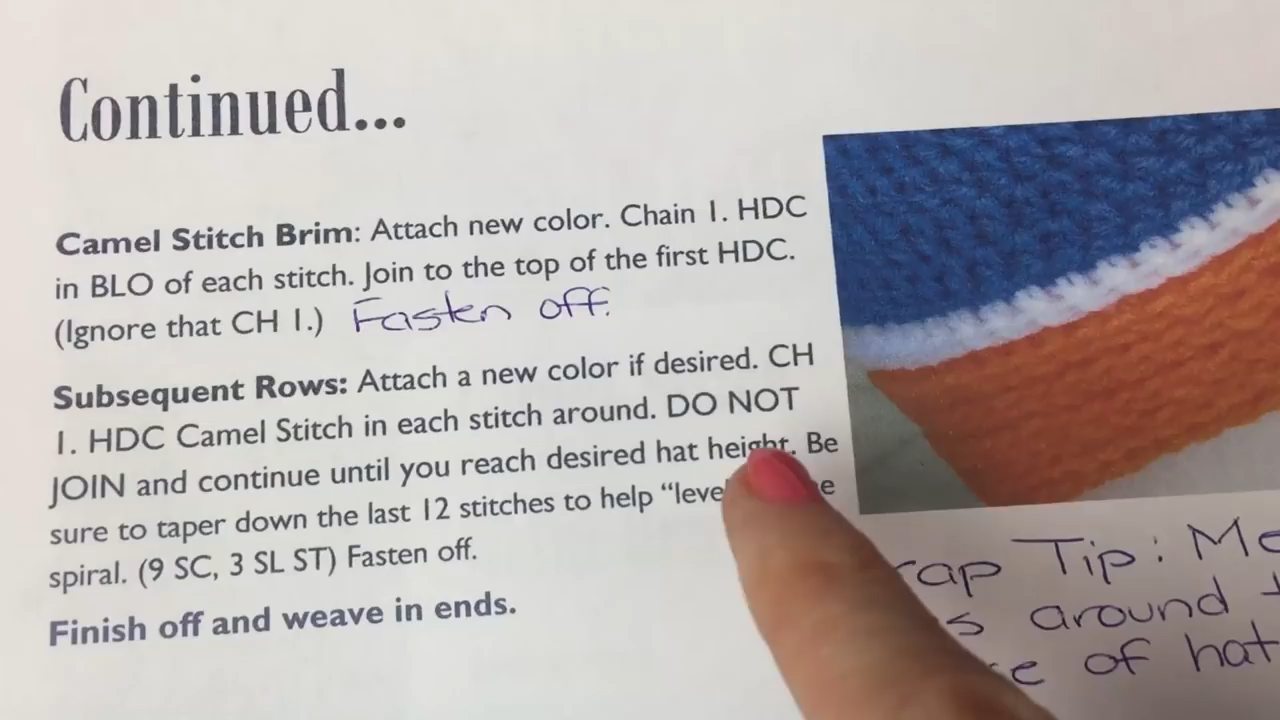 Continued...
Camel Stitch Brim: Attach new color. Chain 1. HDC
in BLO of each stitch. Join to the top of the first HDC.
(Ignore that CH 1.) Fasten off.
Subsequent Rows: Attach a new color if desired. CH
1. HDC Camel Stitch in each stitch around. DO NOT
JOIN and continue until you reach desired hat height. Be
sure to taper down the last 12 stitches to help “level
spiral. (9 SC, 3 SL ST) Fasten off.
Finish off and weave in ends.
Tip:
around
of hat